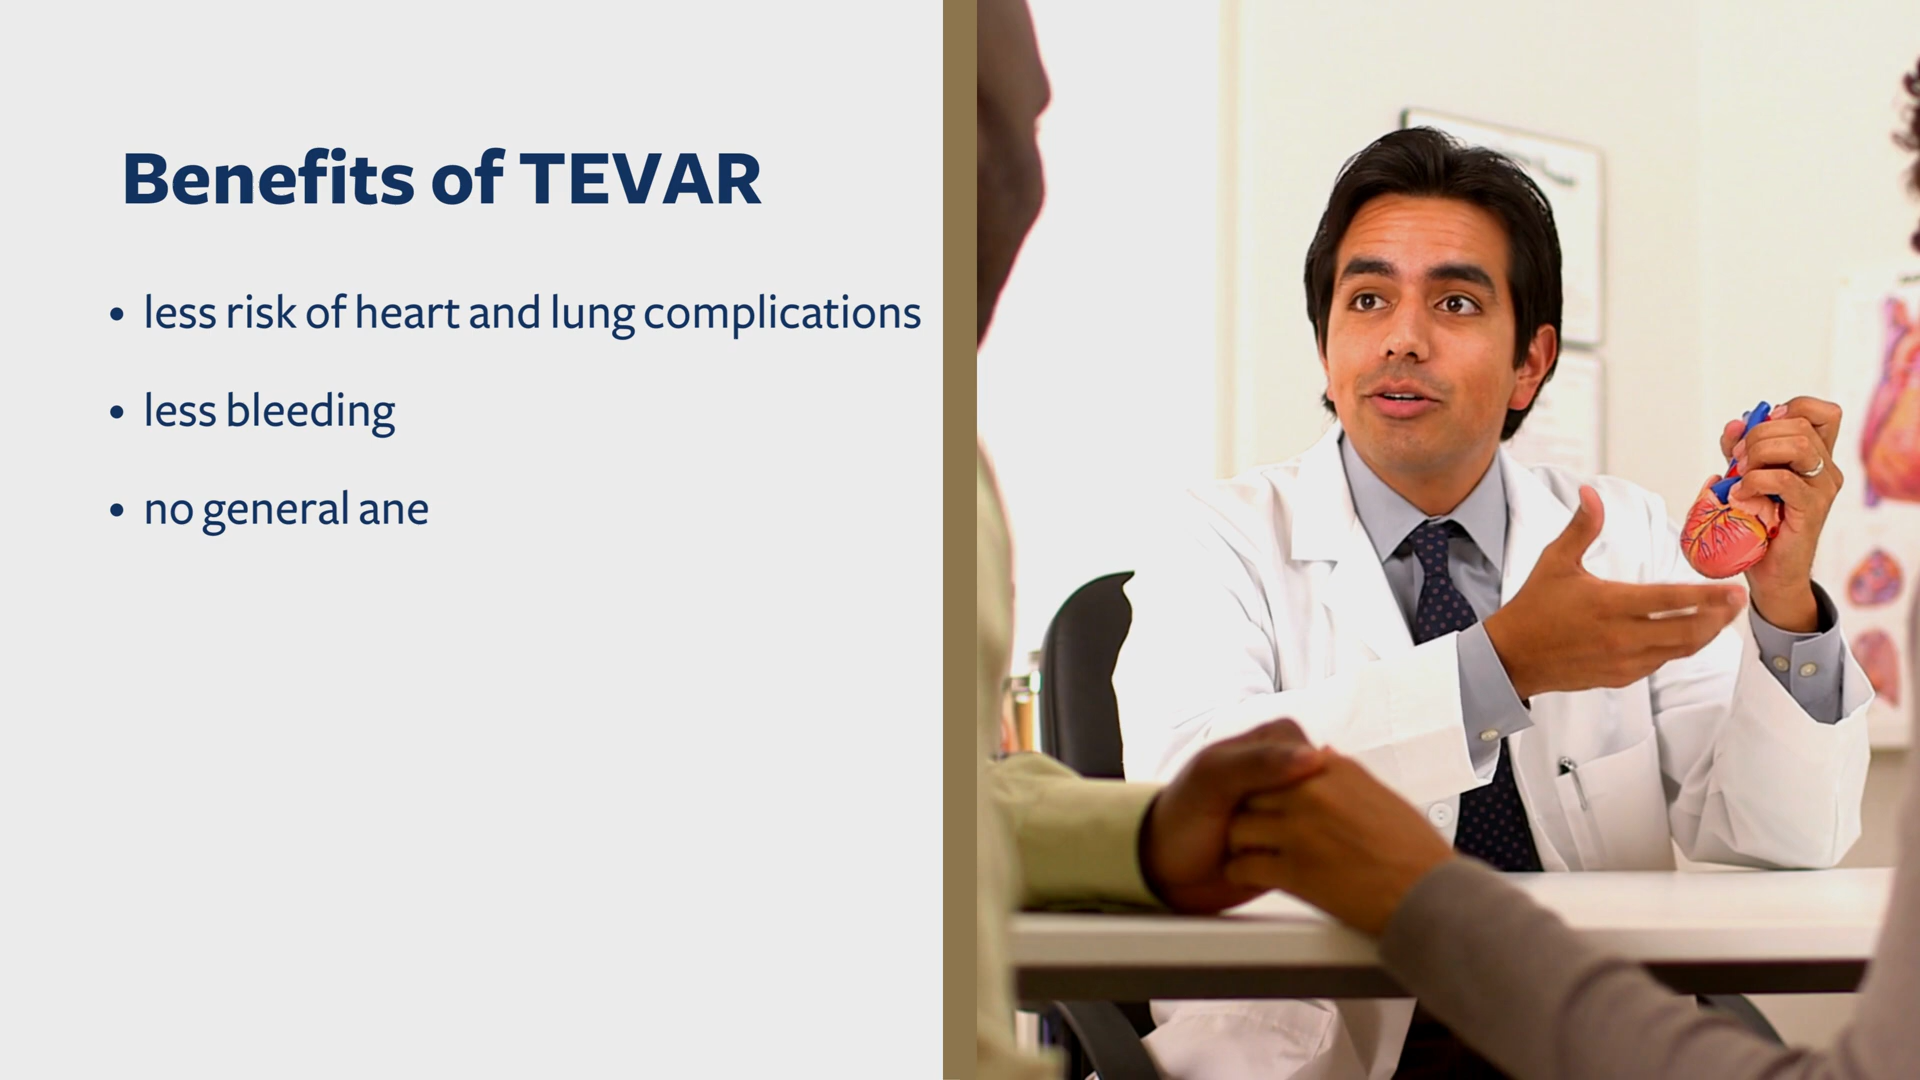 Benefits of TEVAR
• less risk of heart and lung complications
• less bleeding
• no general ane